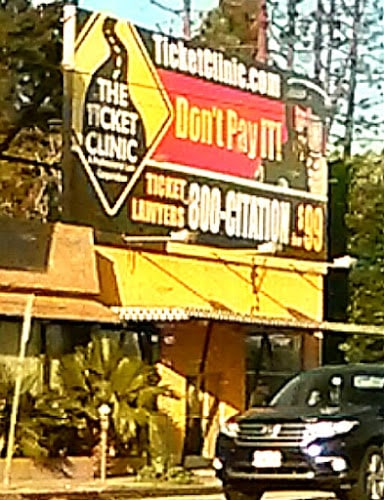 TicketClinic.com
THE
TICKET
CLINIC
Don't Pay IT!
TICKET
LAWYERS
800-CITATION
$99